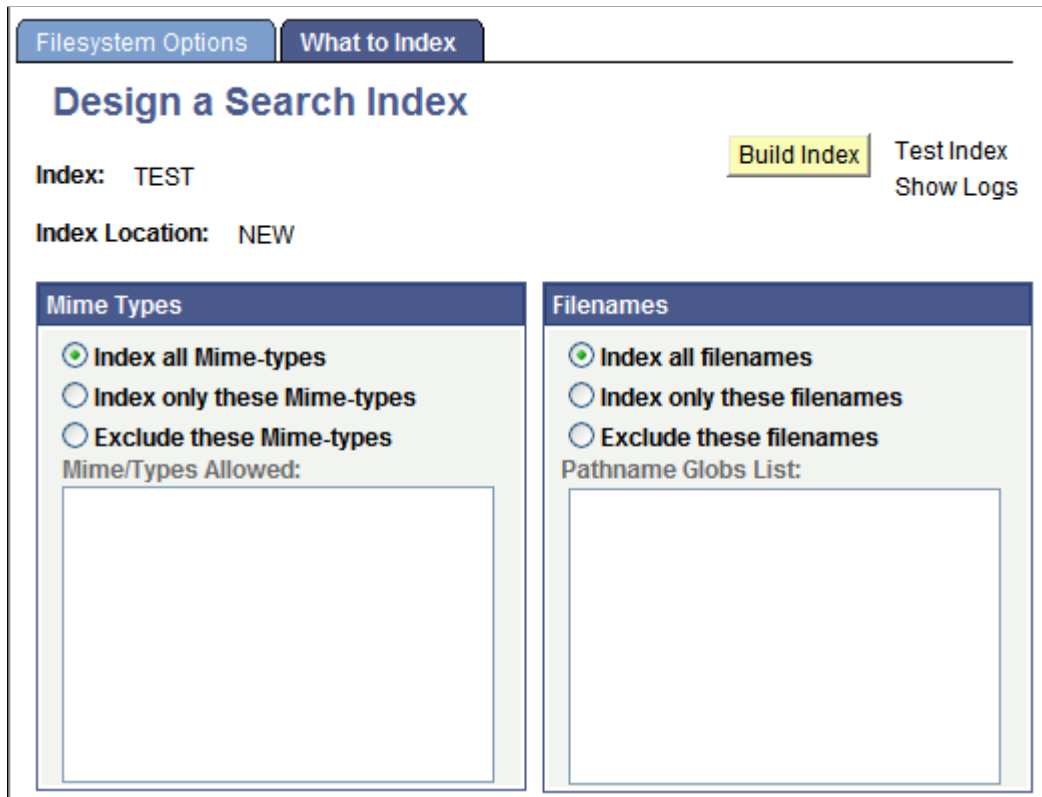 Filesystem Options
What to Index
Design a Search Index
Build Index
Test Index
Show Logs
Index: TEST
Index Location: NEW
Mime Types
Index all Mime-types
Index only these Mime-types
Exclude these Mime-types
Mime/Types Allowed:
Filenames
Index all filenames
Index only these filenames
Exclude these filenames
Pathname Globs List: